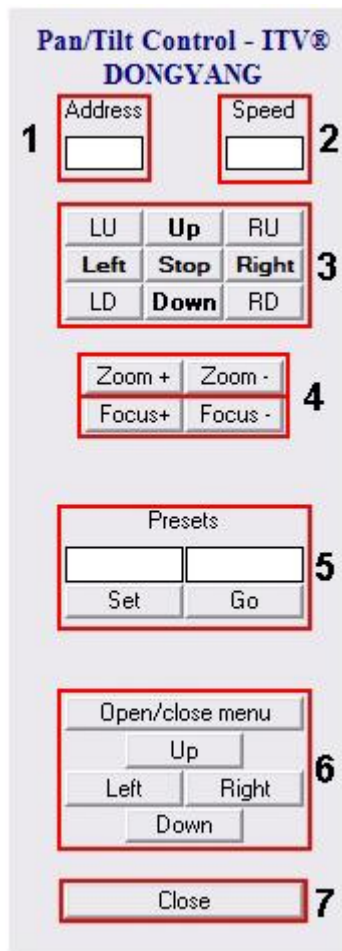 Pan/Tilt Control - ITV®
DONGYANG
1 Address Speed 2
LU Up RU
Left Stop Right 3
LD Down RD
Zoom + Zoom -
4
Focus+ Focus -
Presets
5
Set Go
Open/close menu
Up
6
Left Right
Down
Close 7